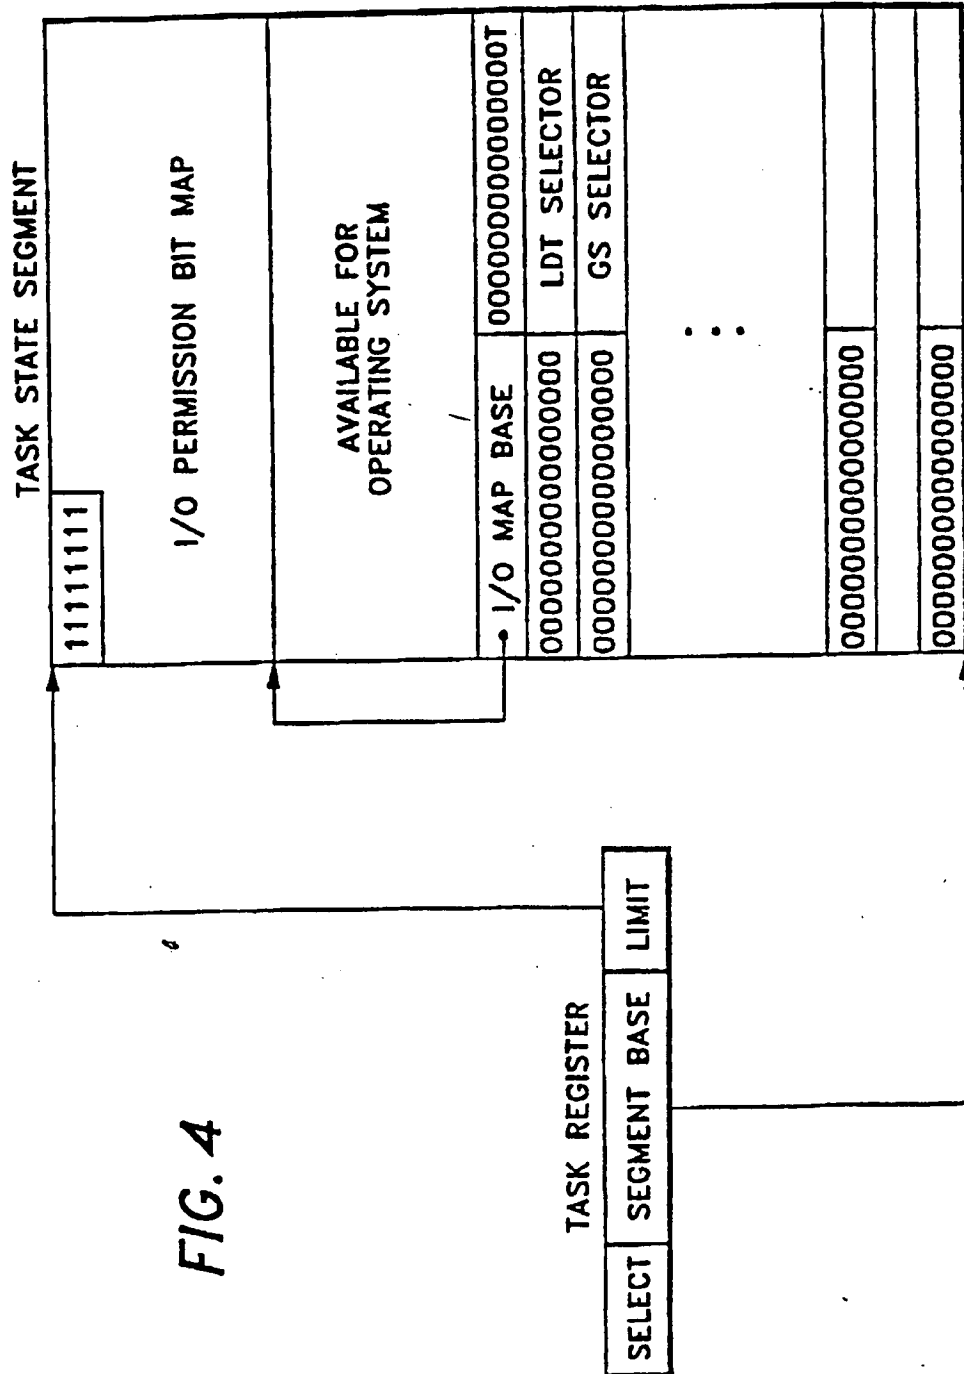 TASK STATE SEGMENT
11111111
I/O PERMISSION BIT MAP
AVAILABLE FOR
OPERATING SYSTEM
I/O MAP BASE 000000000000000T
0000000000000000 LDT SELECTOR
0000000000000000 GS SELECTOR
• • •
0000000000000000
0000000000000000
FIG. 4
TASK REGISTER
SELECT SEGMENT BASE LIMIT